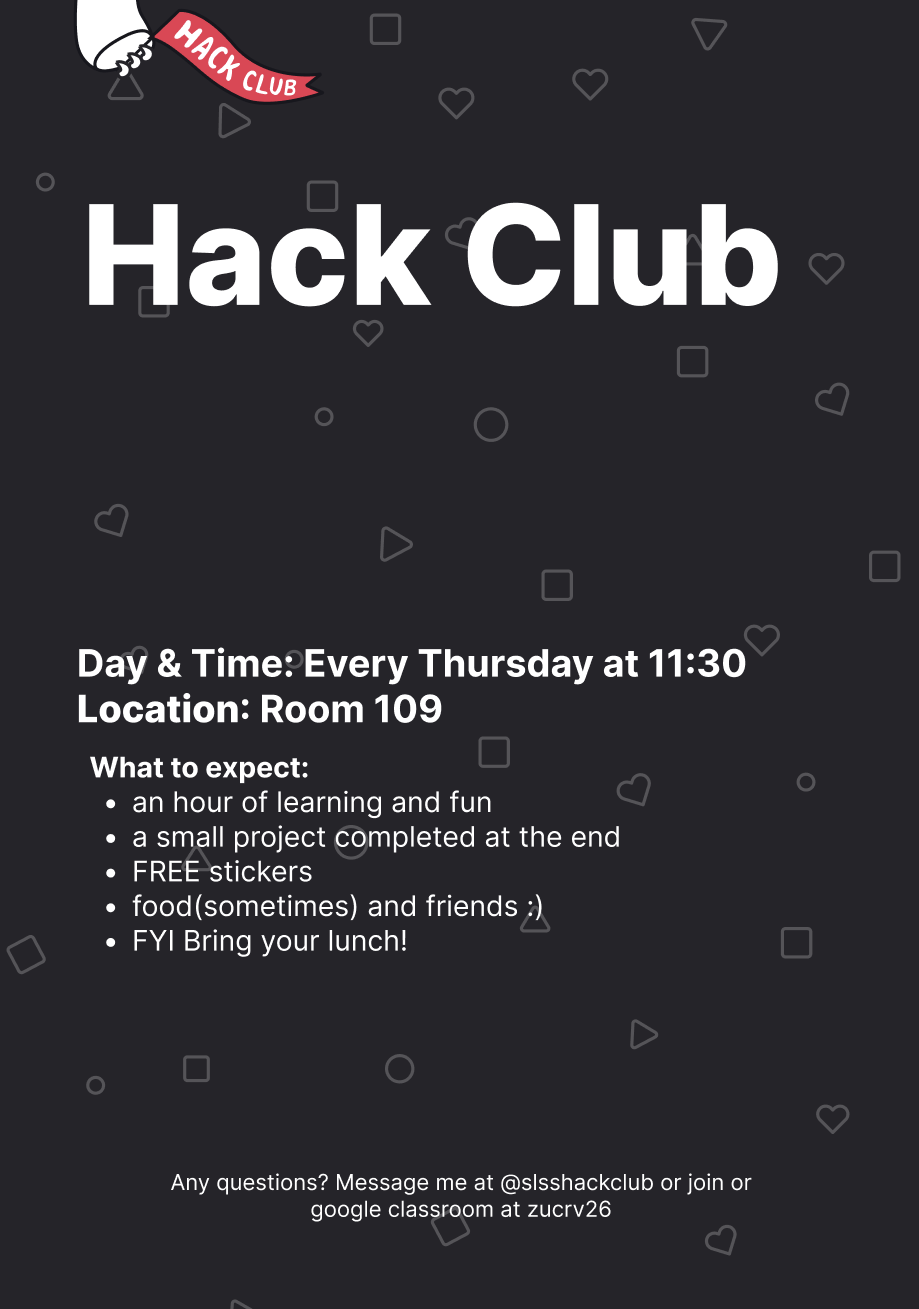 HACK CLUB
Hack Club
Day & Time: Every Thursday at 11:30
Location: Room 109
What to expect:
• an hour of learning and fun
• a small project completed at the end
• FREE stickers
• food(sometimes) and friends :)
• FYI Bring your lunch!
Any questions? Message me at @slsshackclub or join or
google classroom at zucrv26